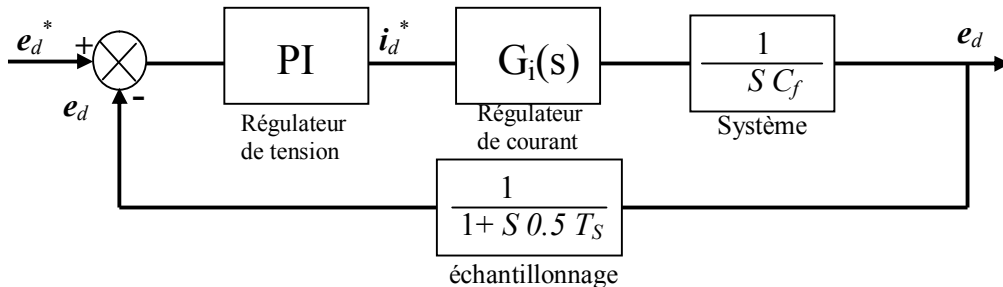 e_d^*
+
e_d
-
PI
Régulateur
de tension
i_d^*
G_i(s)
Régulateur
de courant
1
S C_f
Système
e_d
1
1+ S 0.5 T_S
échantillonnage